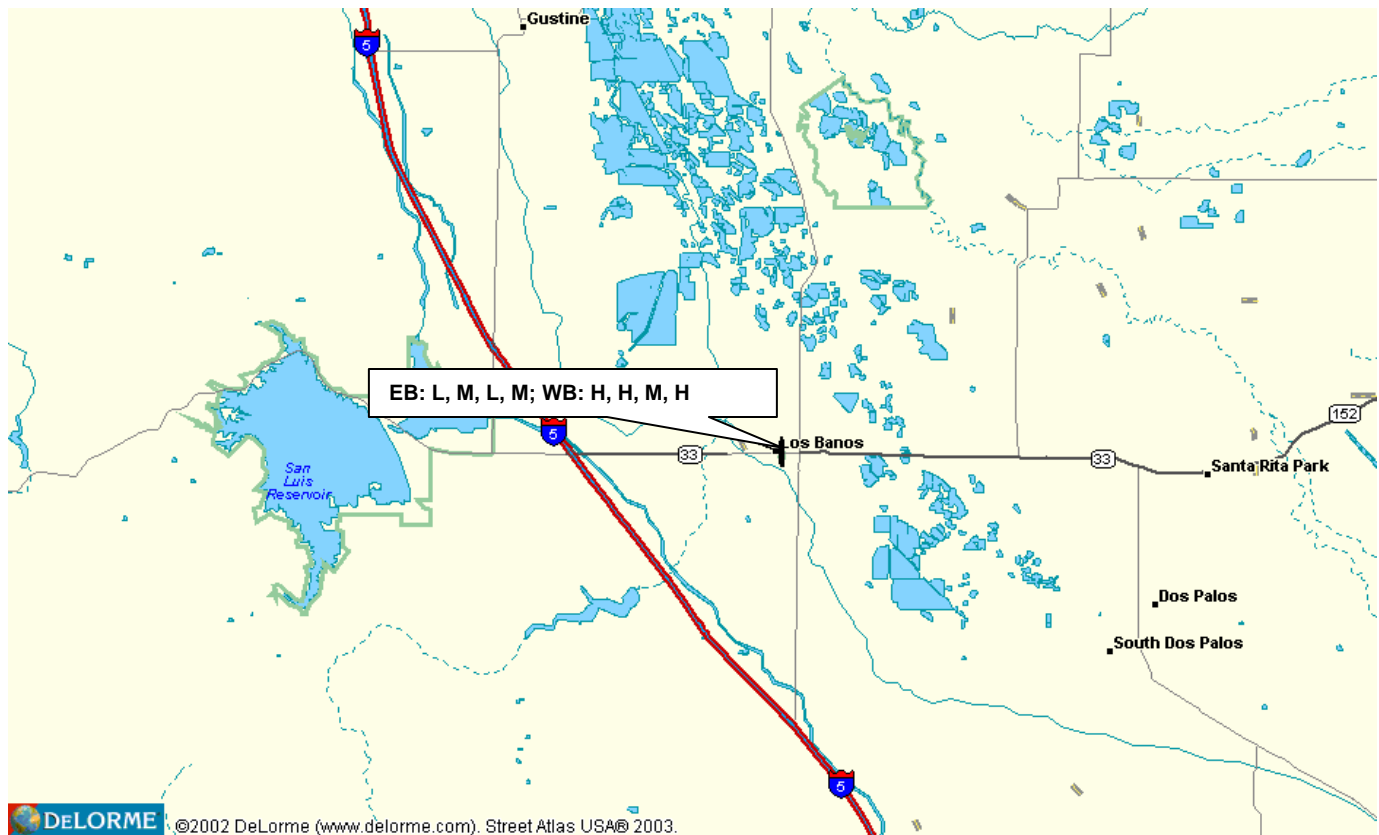 Gustine
5
EB: L, M, L, M; WB: H, H, M, H
152
5
Los Banos
33
33
San
Luis
Reservoir
Santa Rita Park
Dos Palos
South Dos Palos
5
DELORME
©2002 DeLorme (www.delorme.com). Street Atlas USA® 2003.